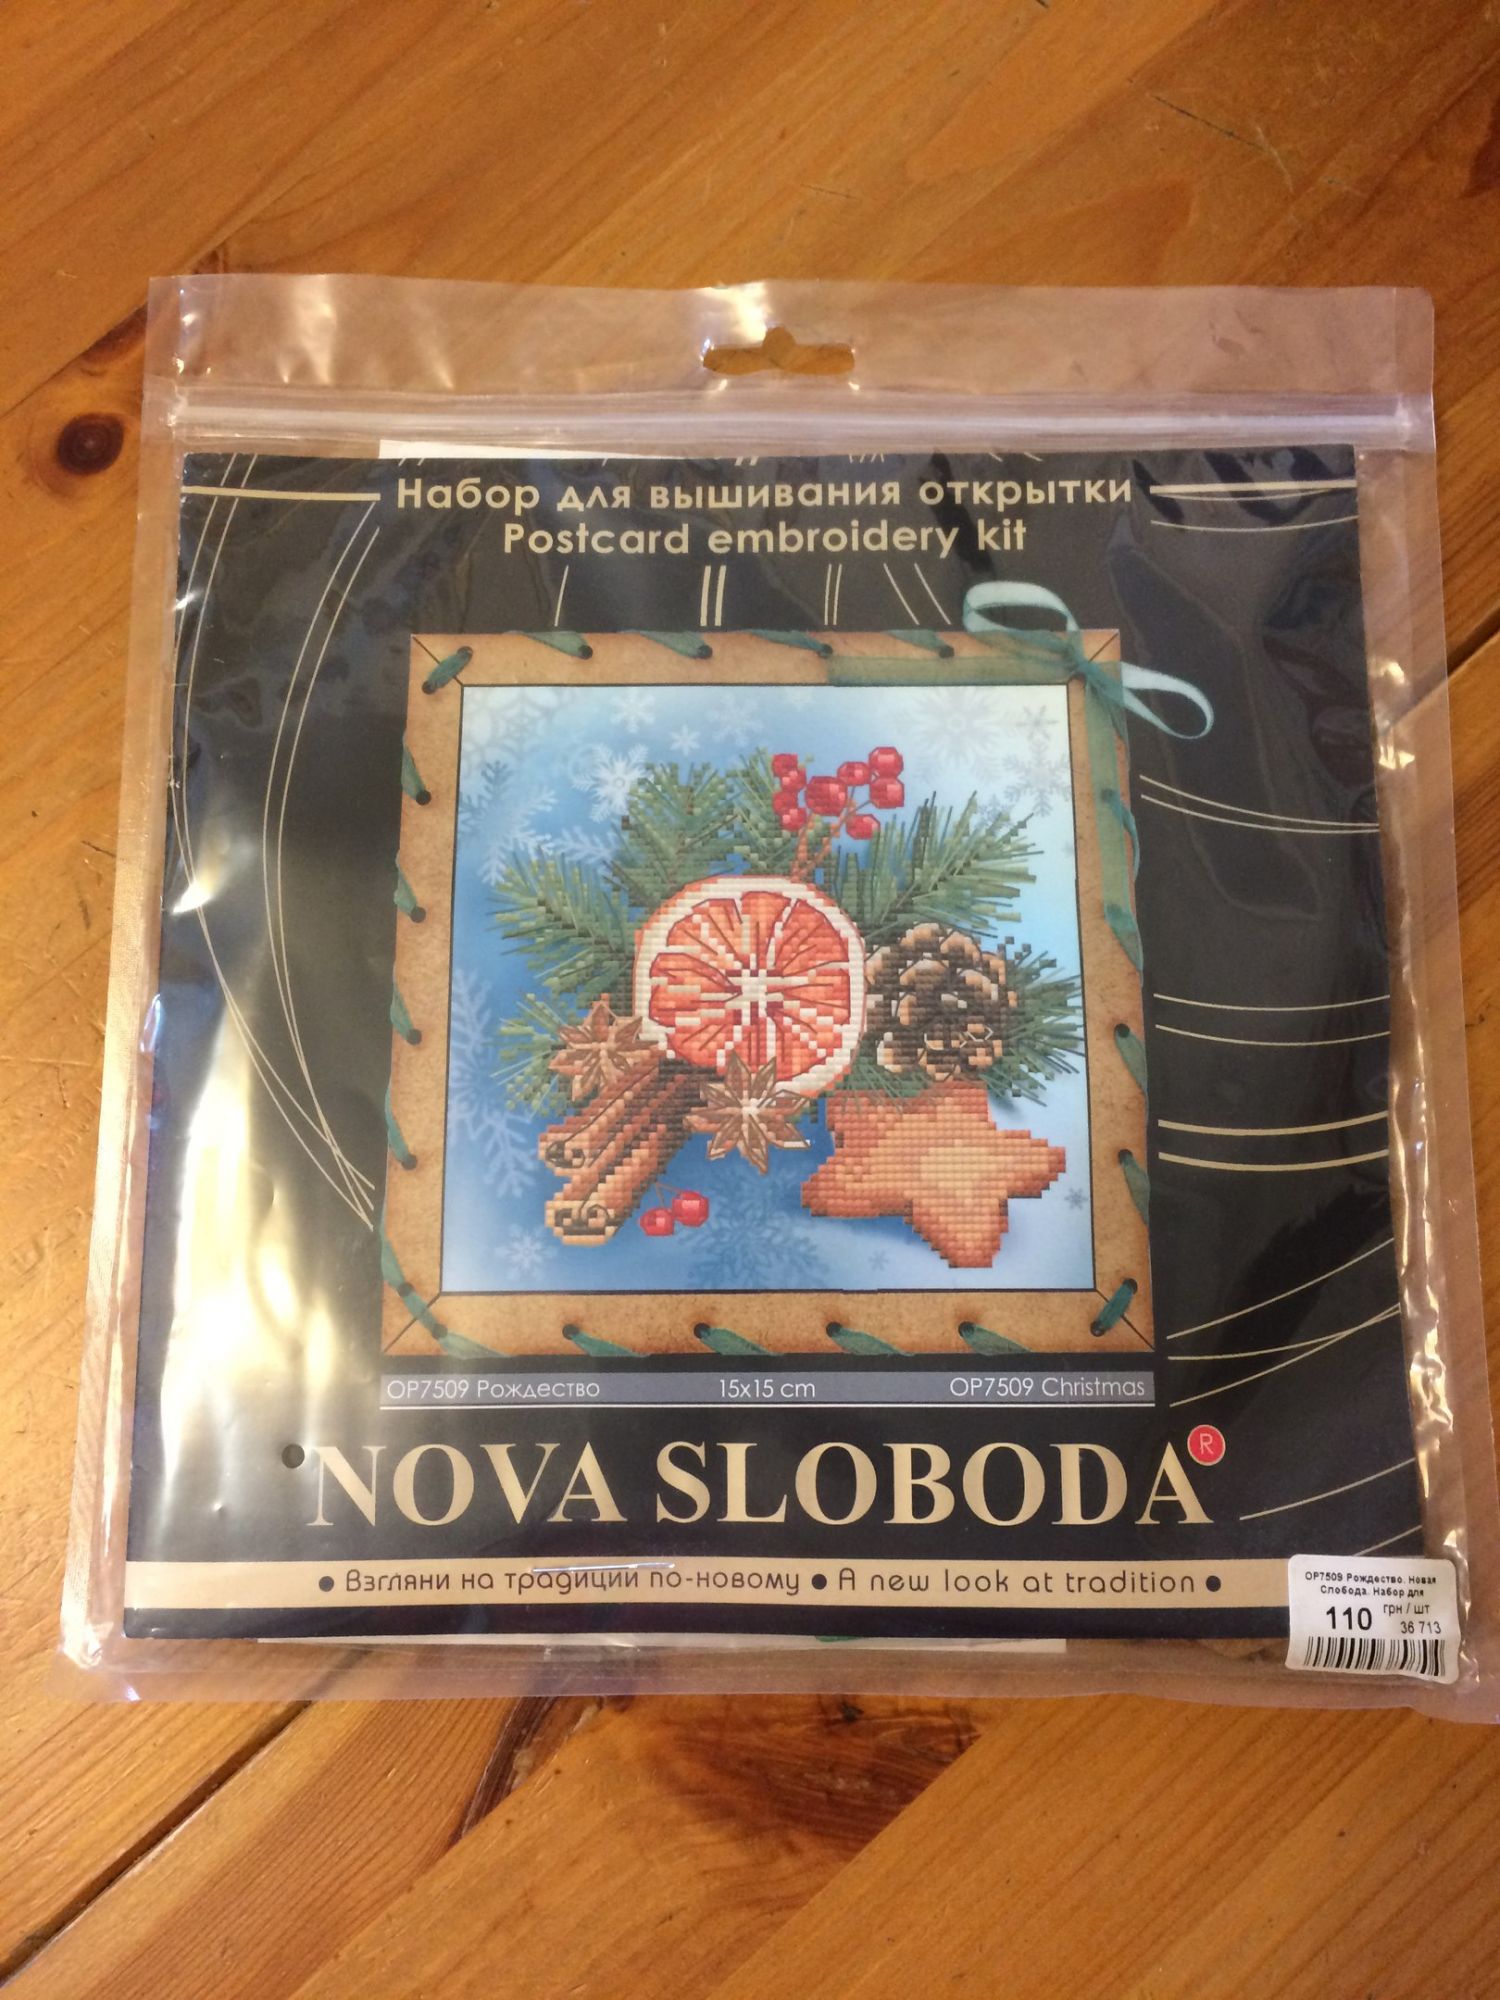 Набор для вышивания открытки
Postcard embroidery kit
OP7509 Рождество 15x15 cm OP7509 Christmas
NOVA SLOBODA®
• Взгляни на традиции по-новому • A new look at tradition •
OP7509 Рождество. Новая
Слобода. Набор для
110 грн / шт
36 713